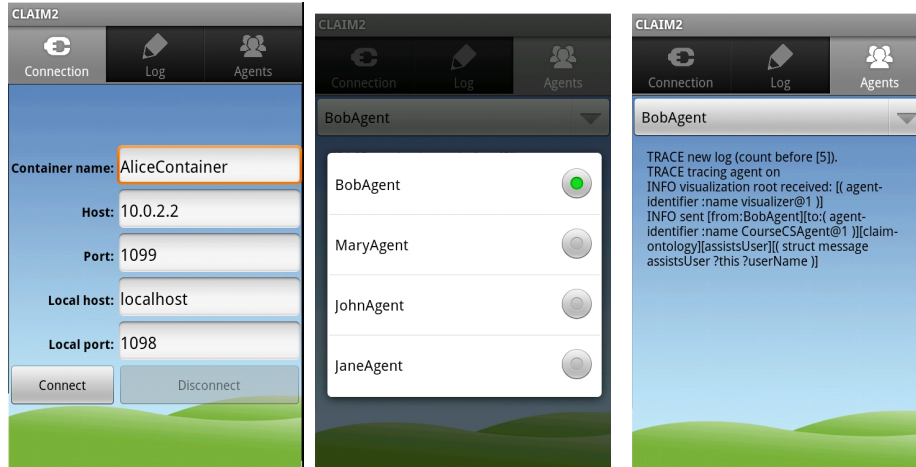 CLAIM2
Connection
Log
Agents
Container name: AliceContainer
Host: 10.0.2.2
Port: 1099
Local host: localhost
Local port: 1098
Connect
Disconnect
CLAIM2
Connection
Log
Agents
BobAgent
BobAgent
MaryAgent
JohnAgent
JaneAgent
CLAIM2
Connection
Log
Agents
BobAgent
TRACE new log (count before [5]).
TRACE tracing agent on
INFO visualization root received: [( agent-
identifier :name visualizer@1 )]
INFO sent [from:BobAgent][to:( agent-
identifier :name CourseCSAgent@1 )][claim-
ontology][assistsUser][( struct message
assistsUser ?this ?userName )]